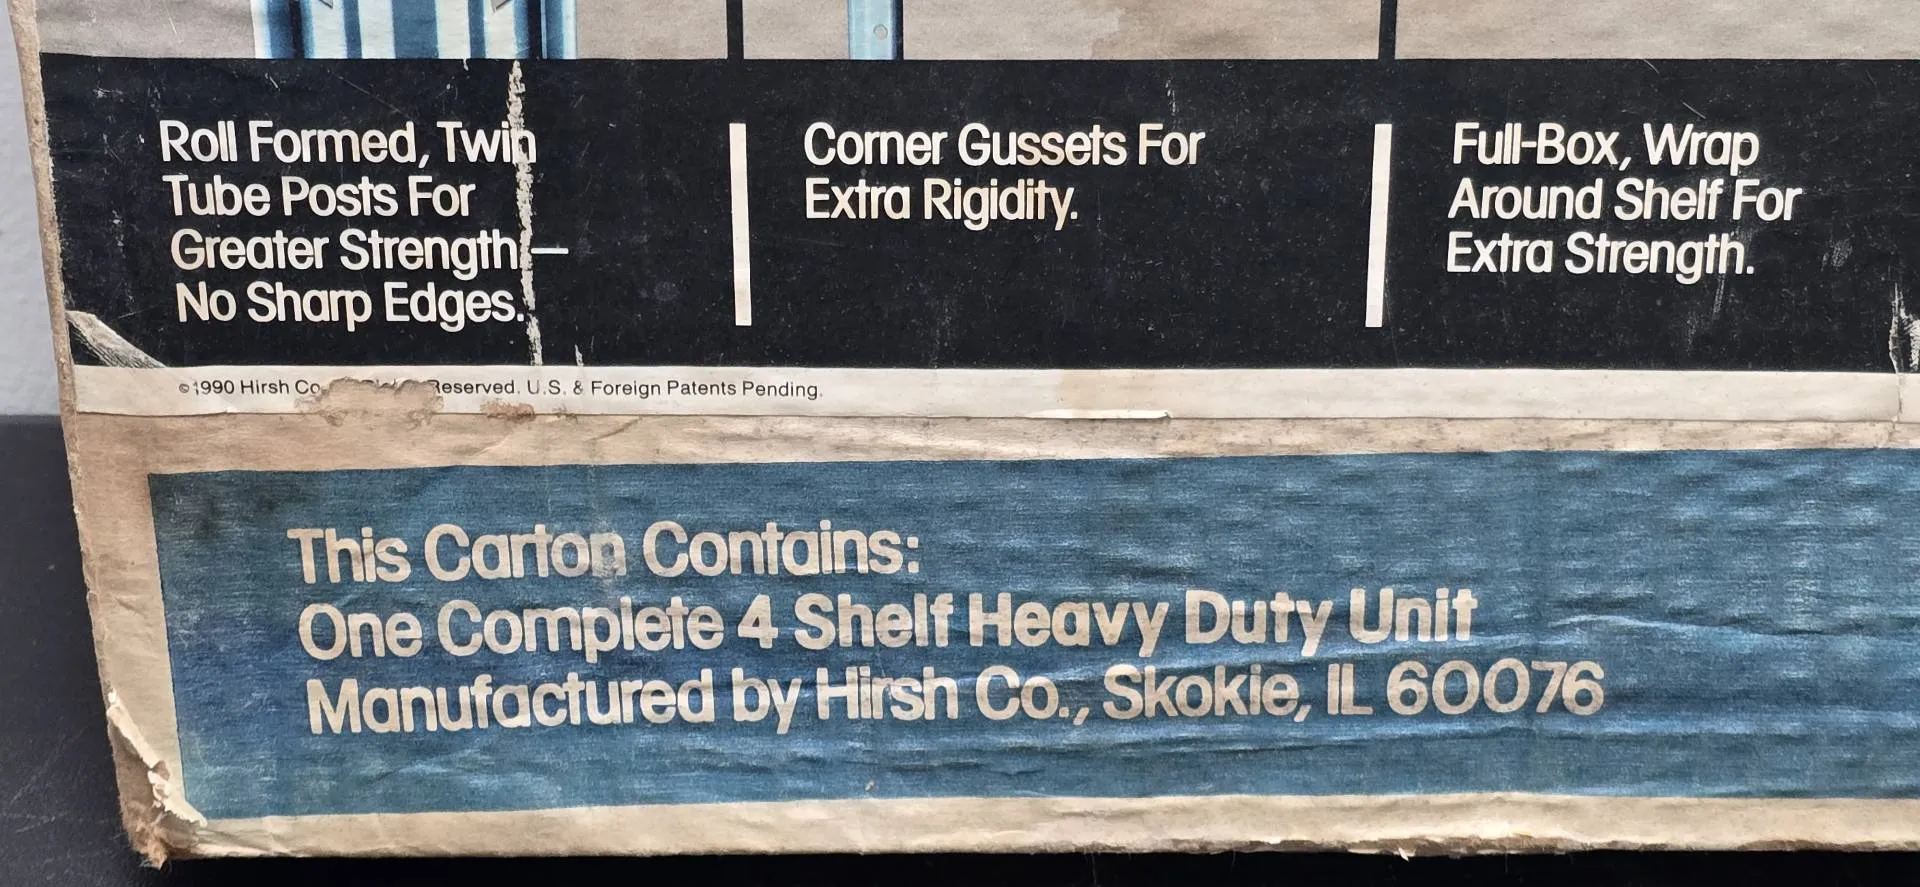 Roll Formed, Twin
Tube Posts For
Greater Strength —
No Sharp Edges.
Corner Gussets For
Extra Rigidity.
Full-Box, Wrap
Around Shelf For
Extra Strength.
©1990 Hirsh Co. Reserved. U.S. & Foreign Patents Pending.
This Carton Contains:
One Complete 4 Shelf Heavy Duty Unit
Manufactured by Hirsh Co., Skokie, IL 60076